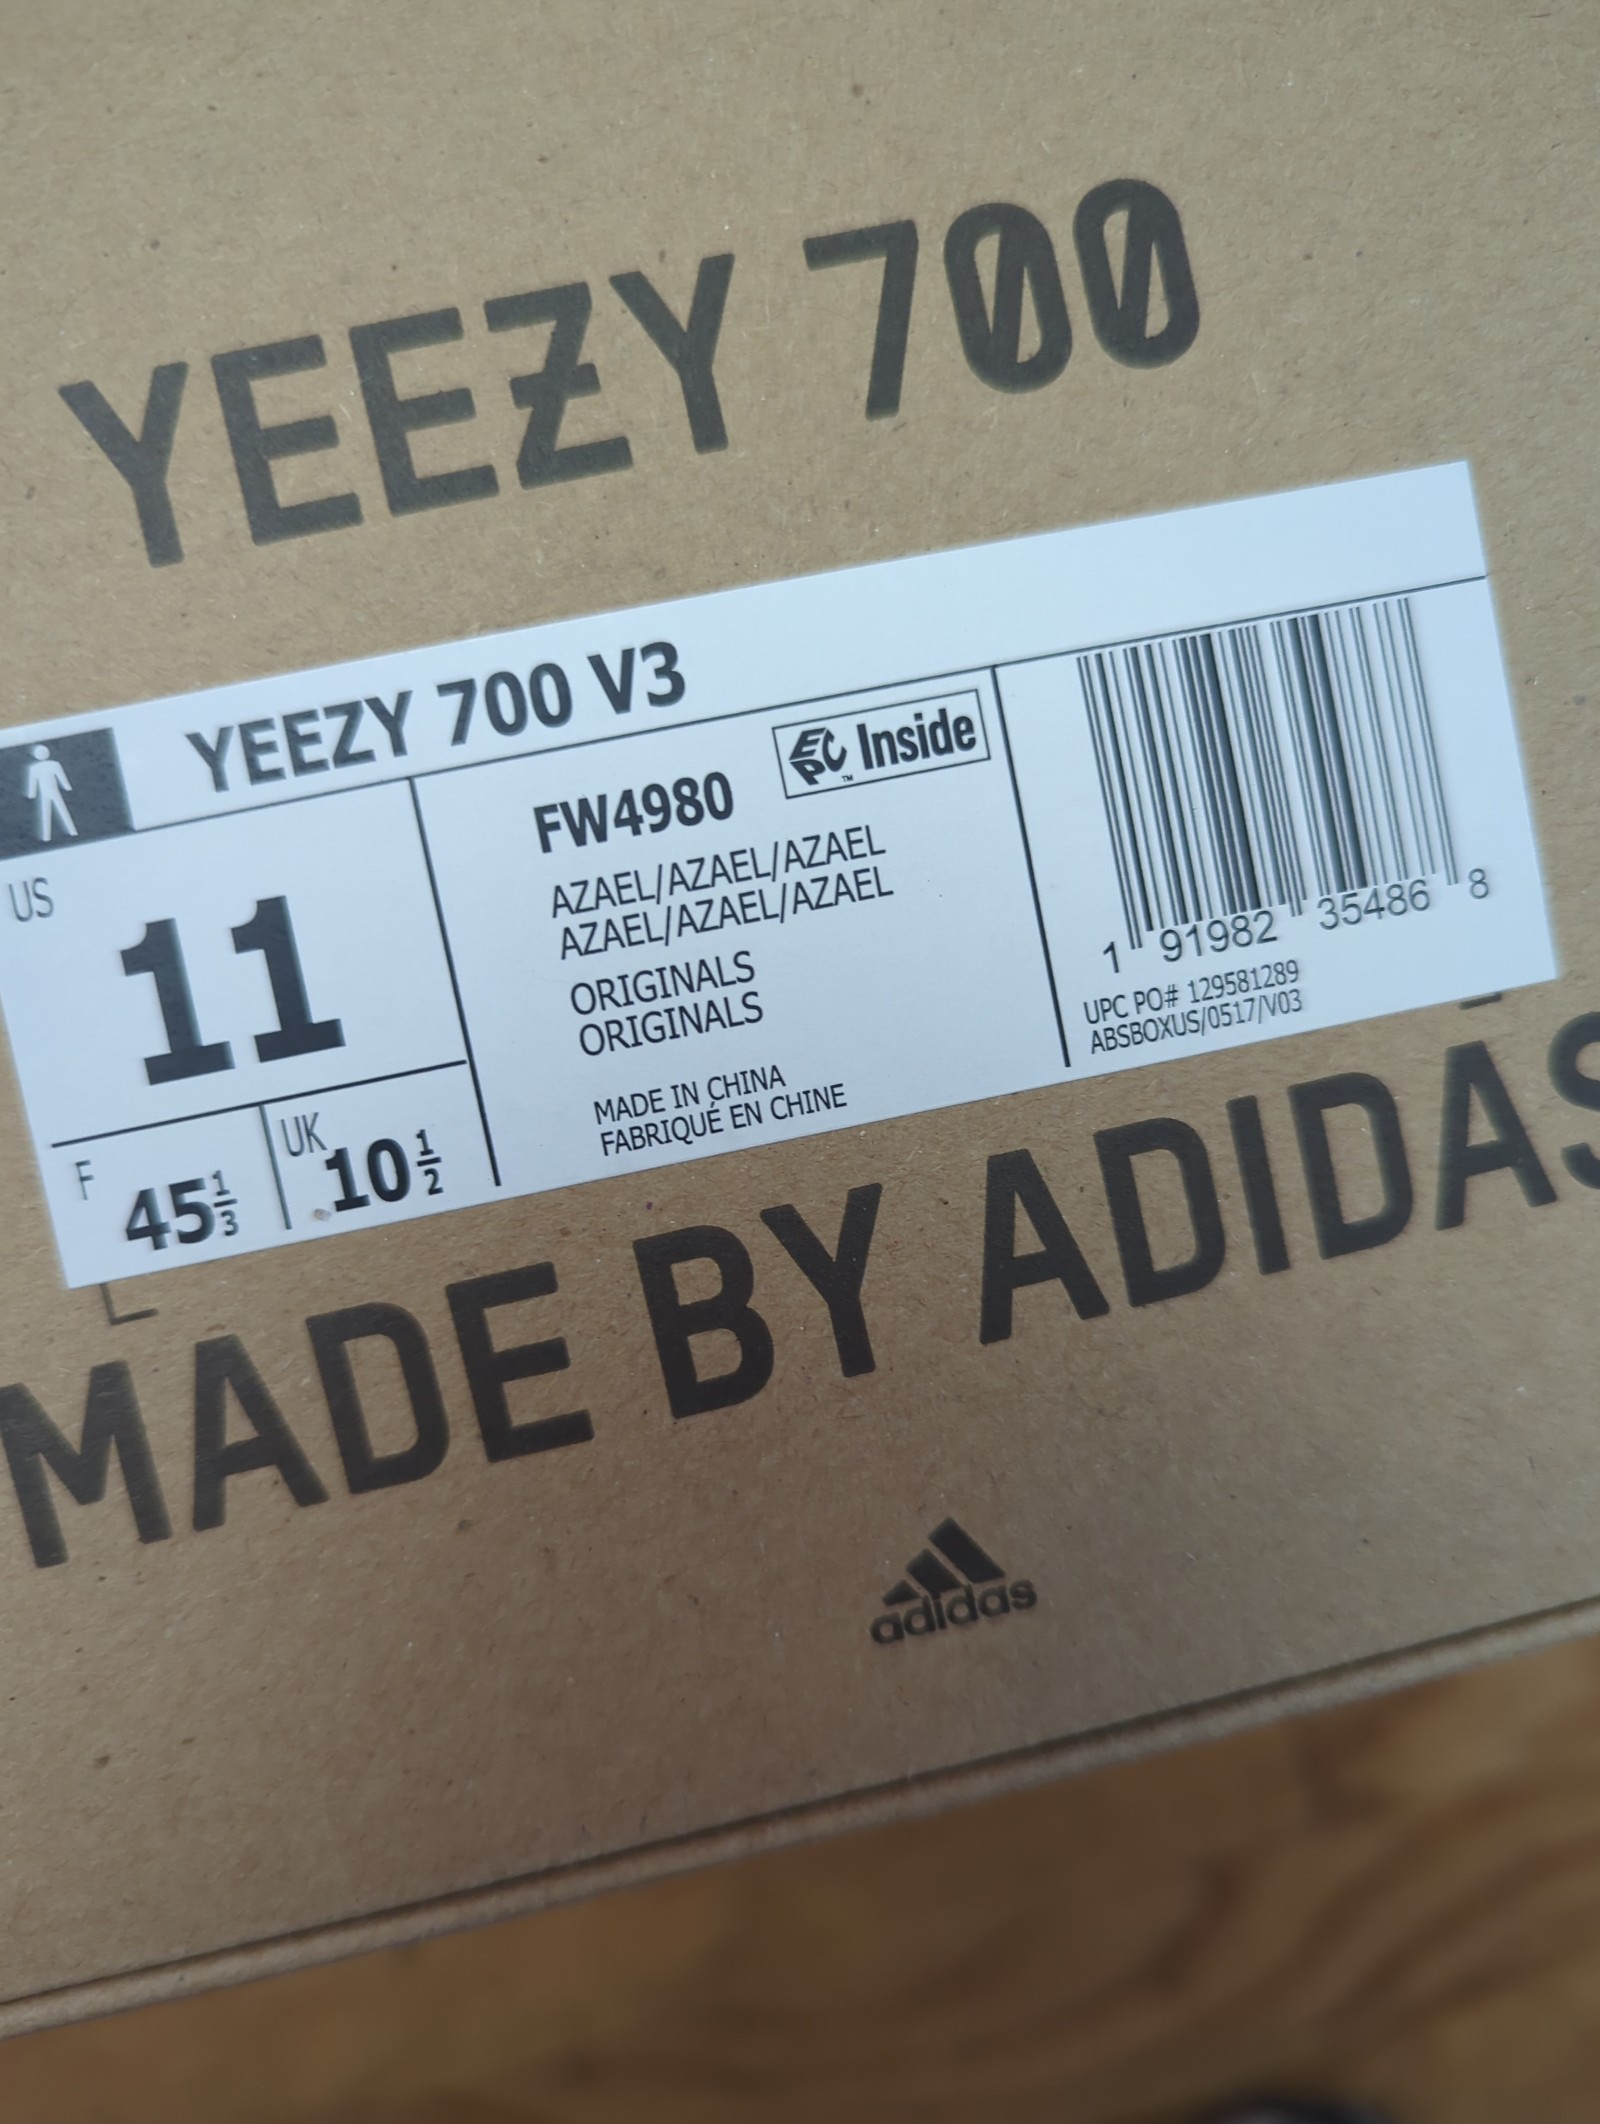 YEEZY 700
YEEZY 700 V3
US
11
F
45 1/3
UK
10 1/2
FW4980
EPC™ Inside
AZAEL/AZAEL/AZAEL
AZAEL/AZAEL/AZAEL
ORIGINALS
ORIGINALS
MADE IN CHINA
FABRIQUÉ EN CHINE
1 91982 35486 8
UPC PO# 129581289
ABSBOXUS/0517/V03
MADE BY ADIDAS
adidas